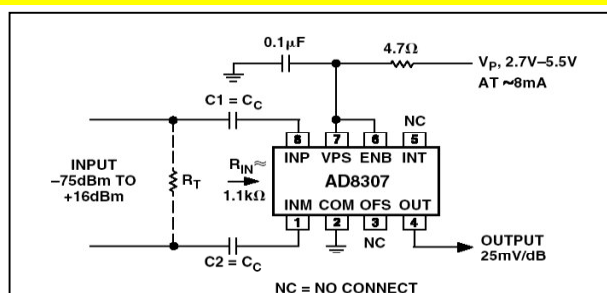 0.1μF
4.7Ω
VP, 2.7V–5.5V
AT ~8mA
C1 = CC
NC
8 7 6 5
INP VPS ENB INT
INPUT
–75dBm TO
+16dBm
RT
RIN ≈
1.1kΩ
AD8307
INM COM OFS OUT
1 2 3 4
NC
C2 = CC
OUTPUT
25mV/dB
NC = NO CONNECT